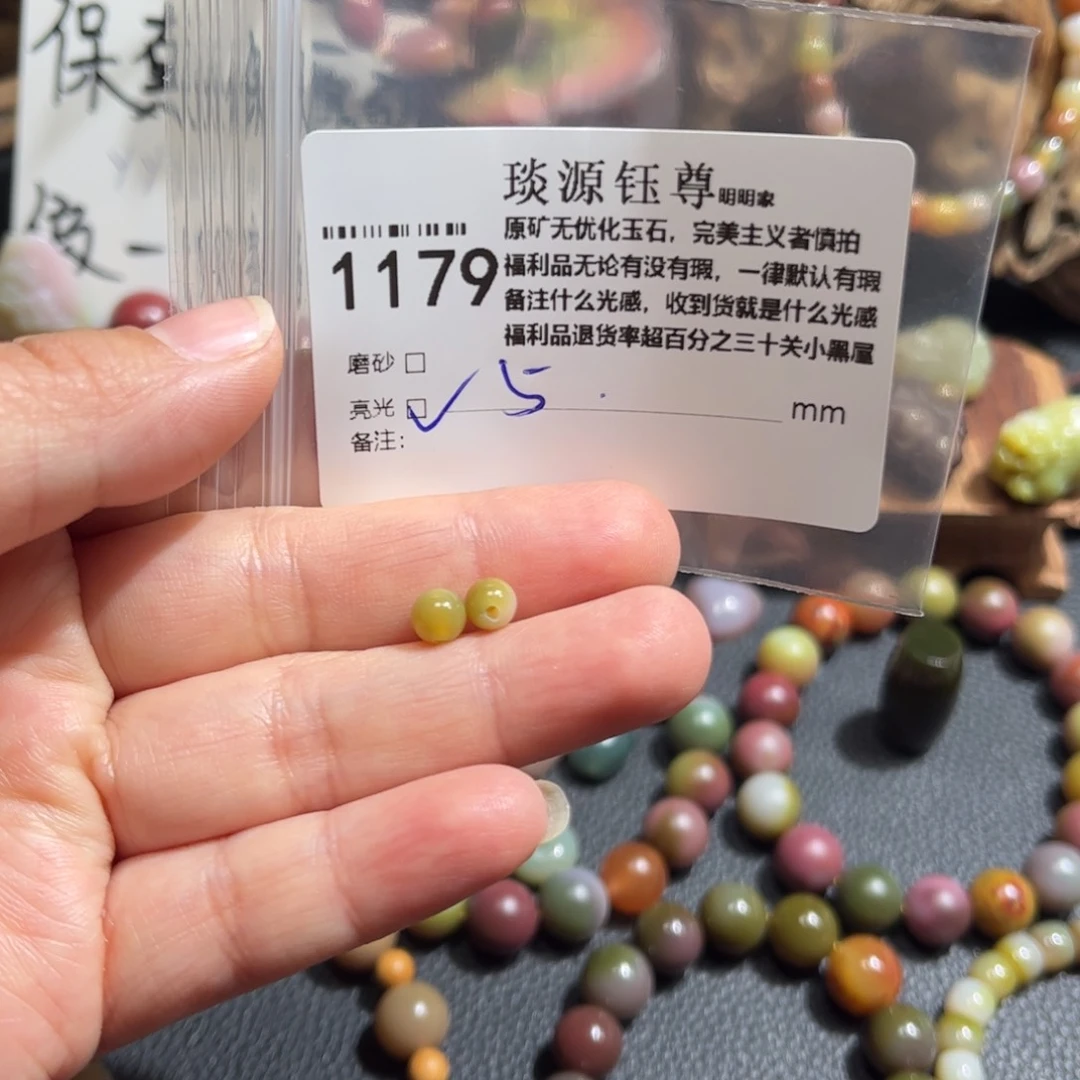 保
琰源钰尊明明家
1179
原矿无优化玉石，完美主义者慎拍
福利品无论有没有瑕，一律默认有瑕
备注什么光感，收到货就是什么光感
福利品退货率超百分之三十关小黑屋
磨砂 □
亮光 □ ✓ 5 mm
备注：